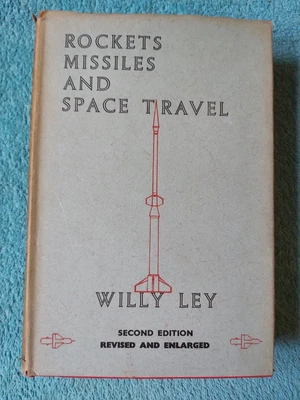 ROCKETS
MISSILES
AND
SPACE TRAVEL
WILLY LEY
SECOND EDITION
REVISED AND ENLARGED